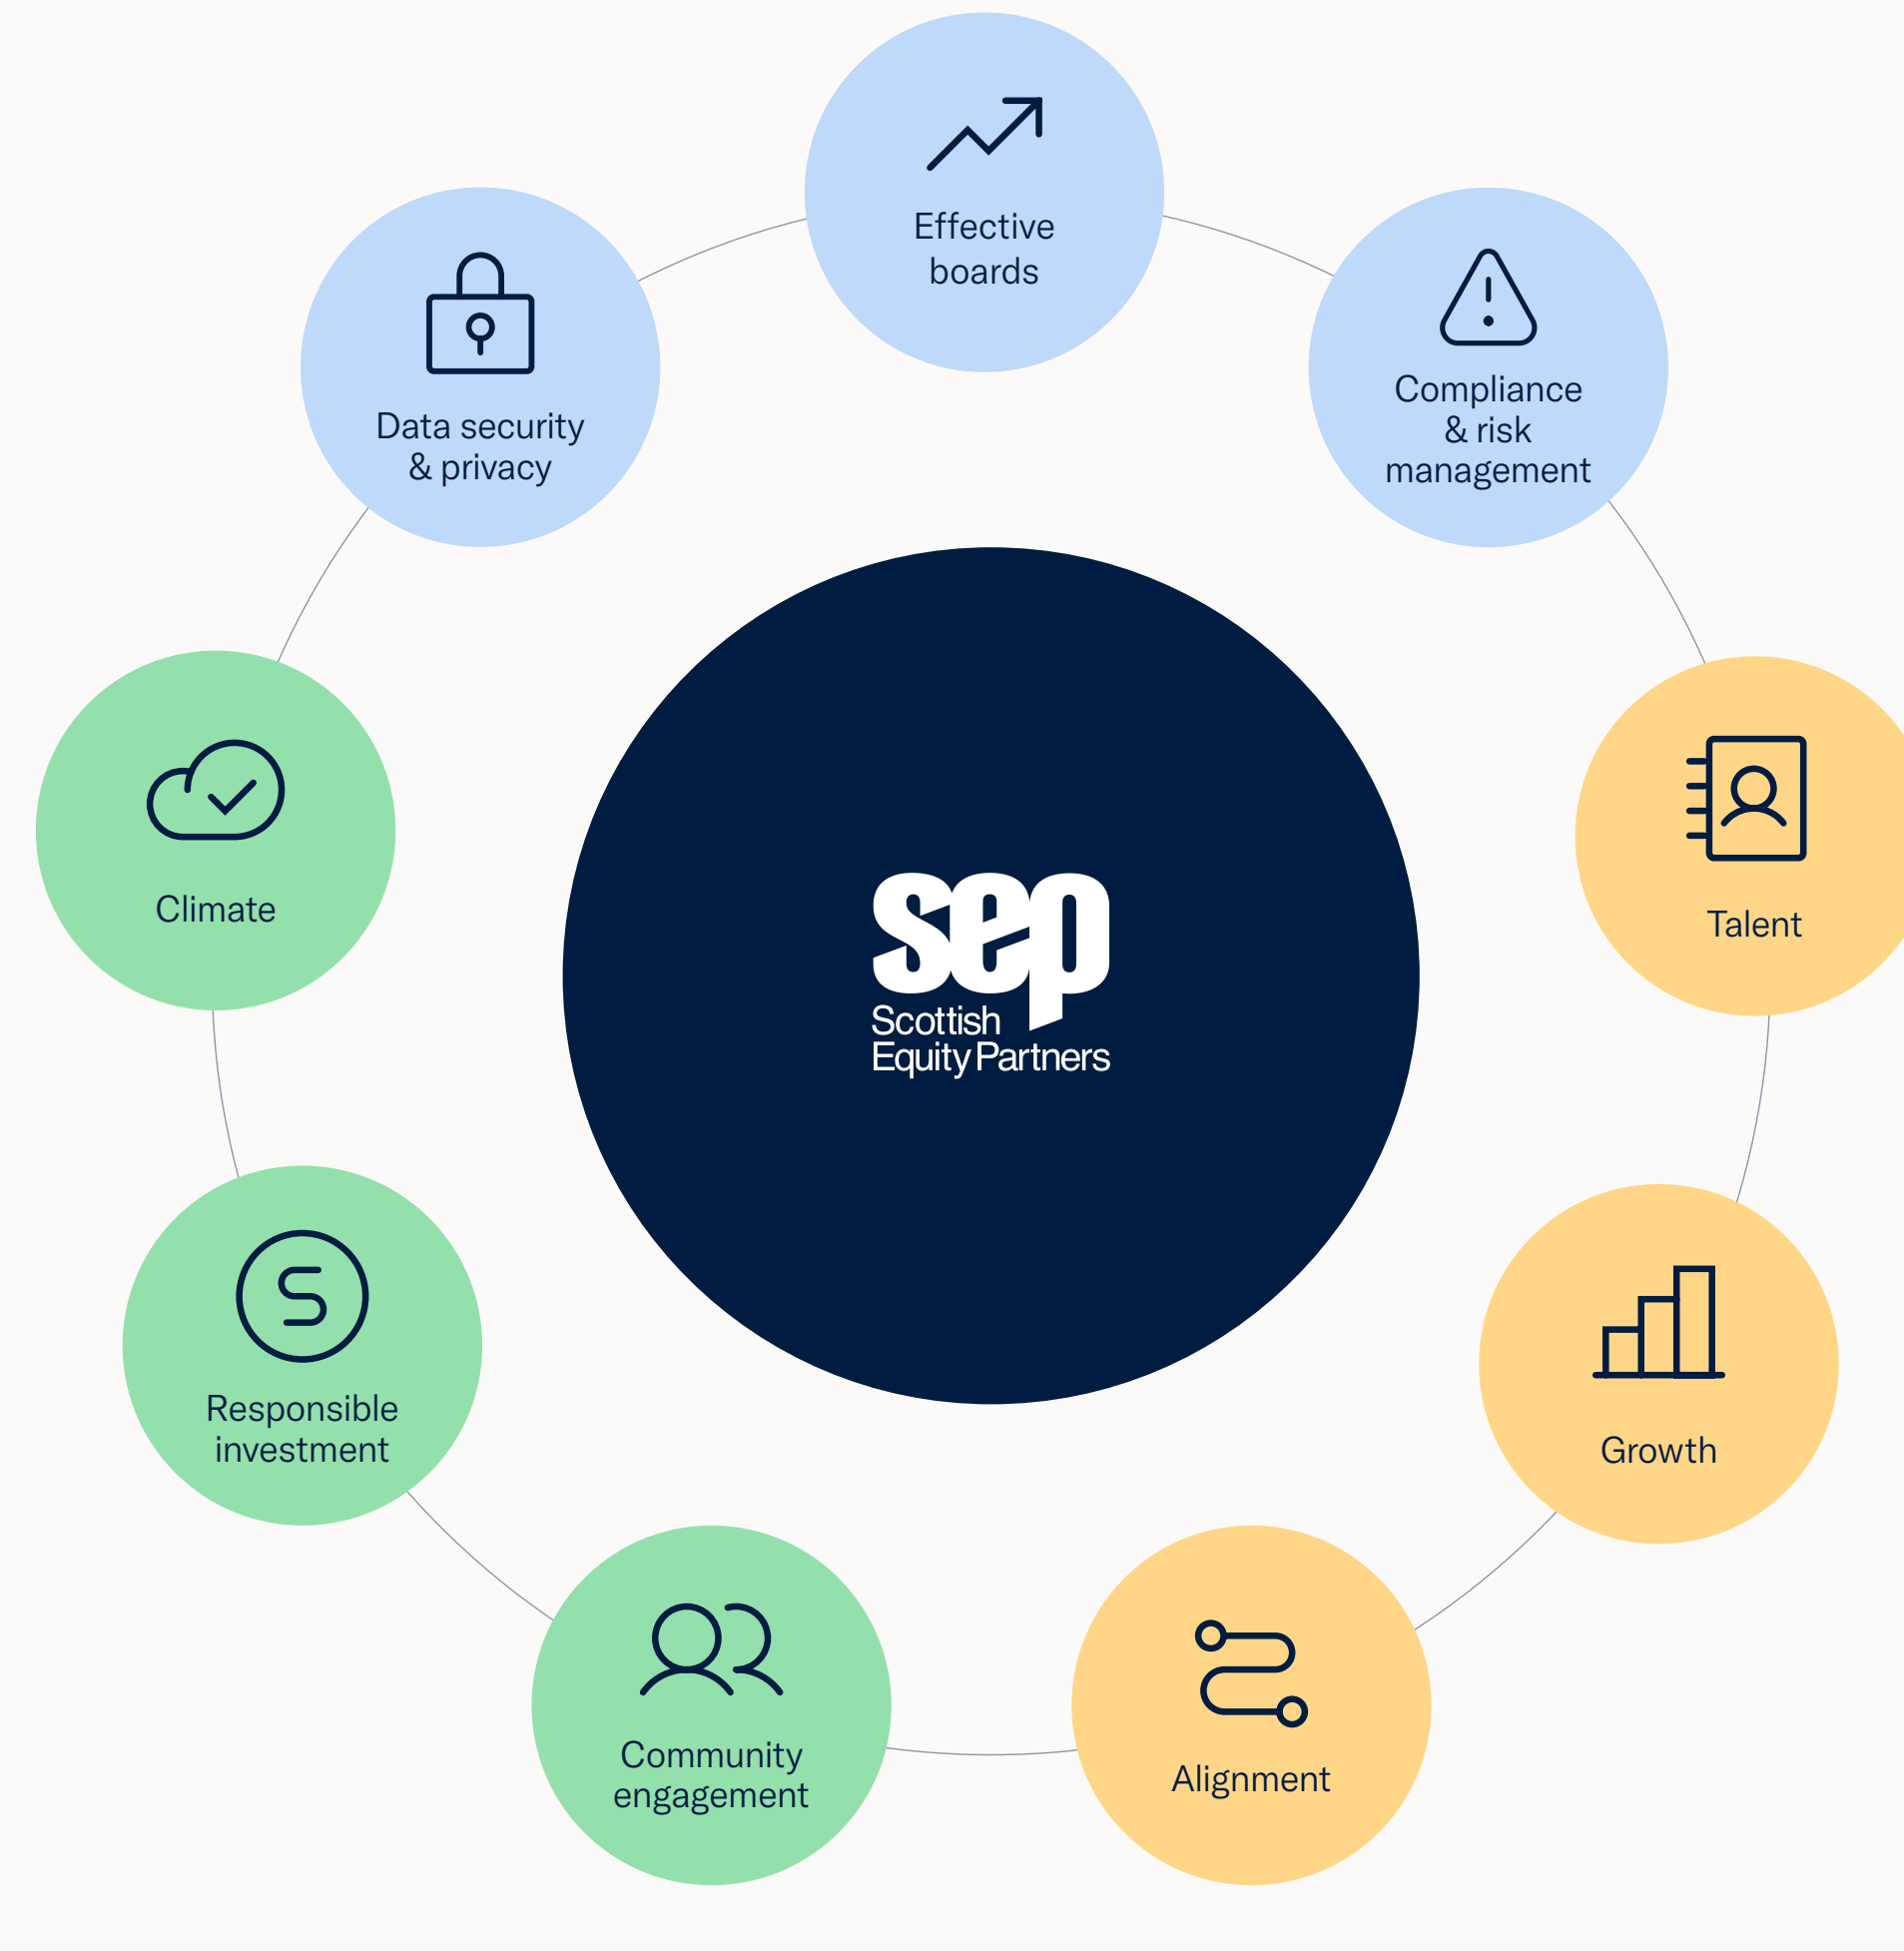 Effective
boards
Compliance
& risk
management
Talent
Growth
Alignment
Community
engagement
Responsible
investment
Climate
Data security
& privacy
sep
Scottish
Equity Partners